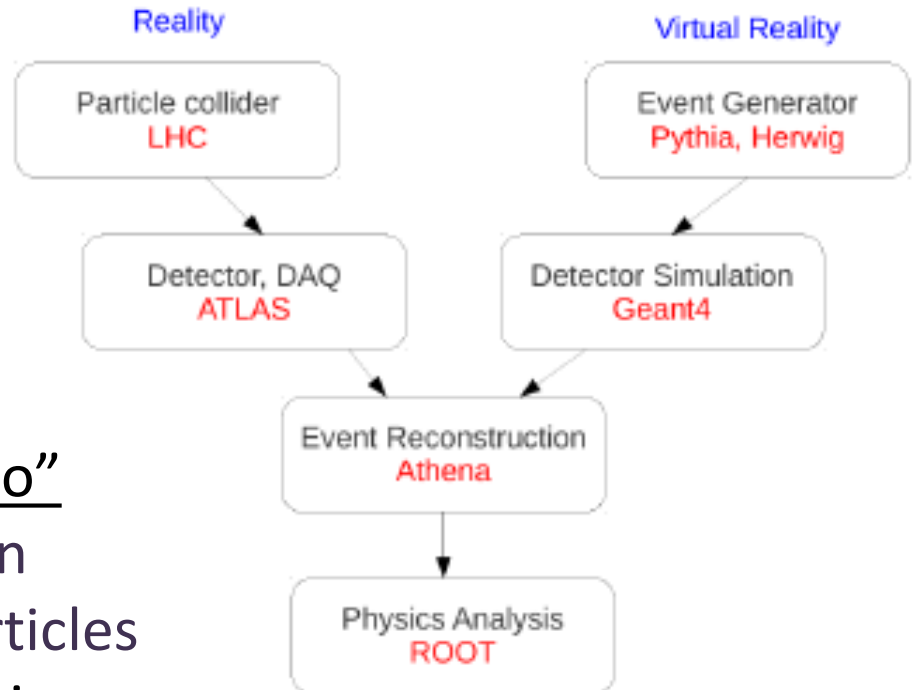 Reality
Virtual Reality
Particle collider
LHC
Event Generator
Pythia, Herwig
Detector, DAQ
ATLAS
Detector Simulation
Geant4
Event Reconstruction
Athena
Physics Analysis
ROOT
o”
n
rticles